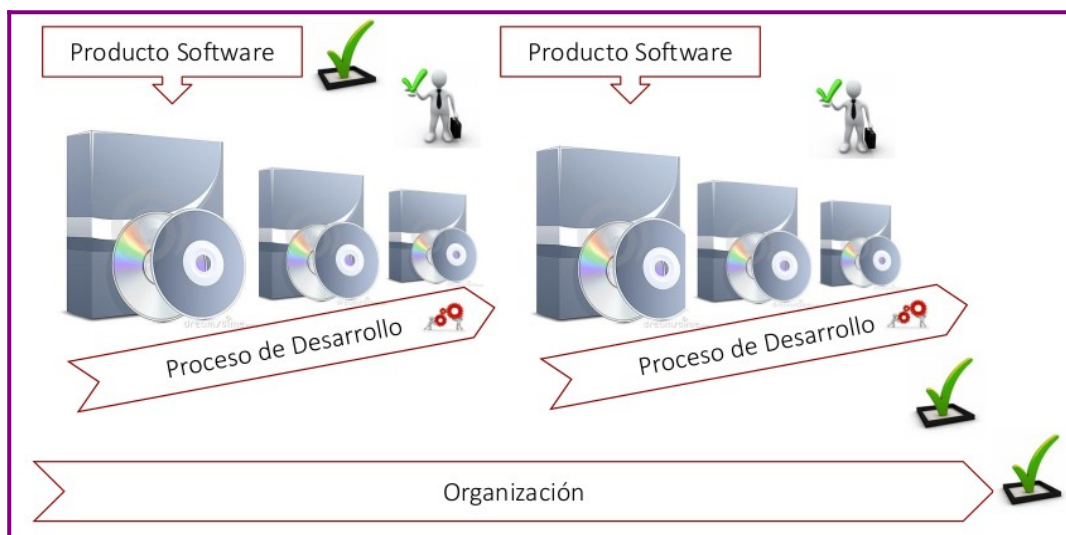 Producto Software
Producto Software
Proceso de Desarrollo
Proceso de Desarrollo
Organización